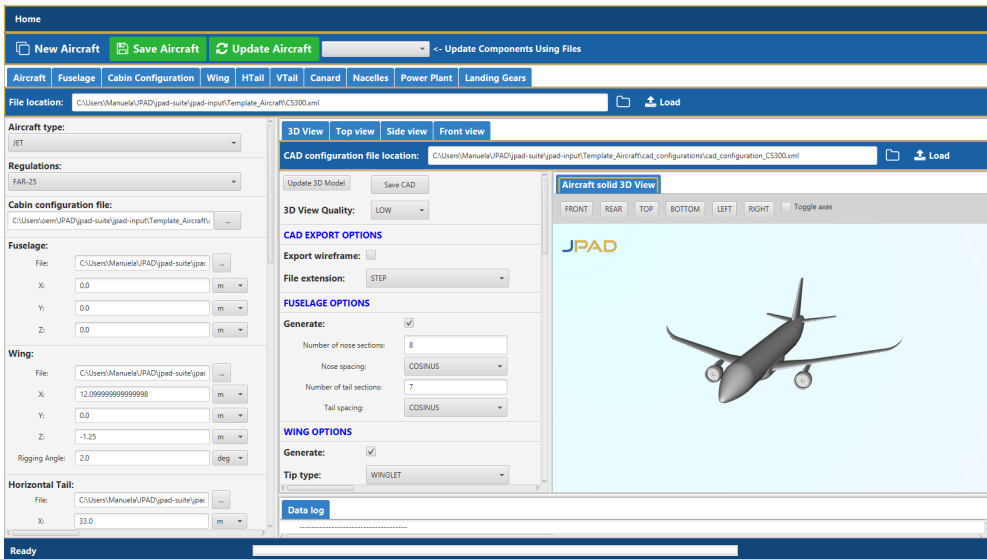 Home
New Aircraft Save Aircraft Update Aircraft <- Update Components Using Files
Aircraft Fuselage Cabin Configuration Wing HTail VTail Canard Nacelles Power Plant Landing Gears
File location: C:\Users\Manuela\JPAD\jpad-suite\jpad-input\Template_Aircraft\CS300.xml Load
Aircraft type:
JET
Regulations:
FAR-25
Cabin configuration file:
C:\Users\oem\JPAD\jpad-suite\jpad-input\Template_Aircraft\ ...
Fuselage:
File: C:\Users\Manuela\JPAD\jpad-suite\jpac ...
X: 0.0 m
Y: 0.0 m
Z: 0.0 m
Wing:
File: C:\Users\Manuela\JPAD\jpad-suite\jpac ...
X: 12.099999999999998 m
Y: 0.0 m
Z: -1.25 m
Rigging Angle: 2.0 deg
Horizontal Tail:
File: C:\Users\Manuela\JPAD\jpad-suite\jpac ...
X: 33.0 m
3D View Top view Side view Front view
CAD configuration file location: C:\Users\Manuela\JPAD\jpad-suite\jpad-input\Template_Aircraft\cad_configurations\cad_configuration_CS300.xml Load
Update 3D Model Save CAD
3D View Quality: LOW
CAD EXPORT OPTIONS
Export wireframe:
File extension: STEP
FUSELAGE OPTIONS
Generate:
Number of nose sections: 8
Nose spacing: COSINUS
Number of tail sections: 7
Tail spacing: COSINUS
WING OPTIONS
Generate:
Tip type: WINGLET
Aircraft solid 3D View
FRONT REAR TOP BOTTOM LEFT RIGHT Toggle axes
JPAD
Data log
------------------------------------
Ready